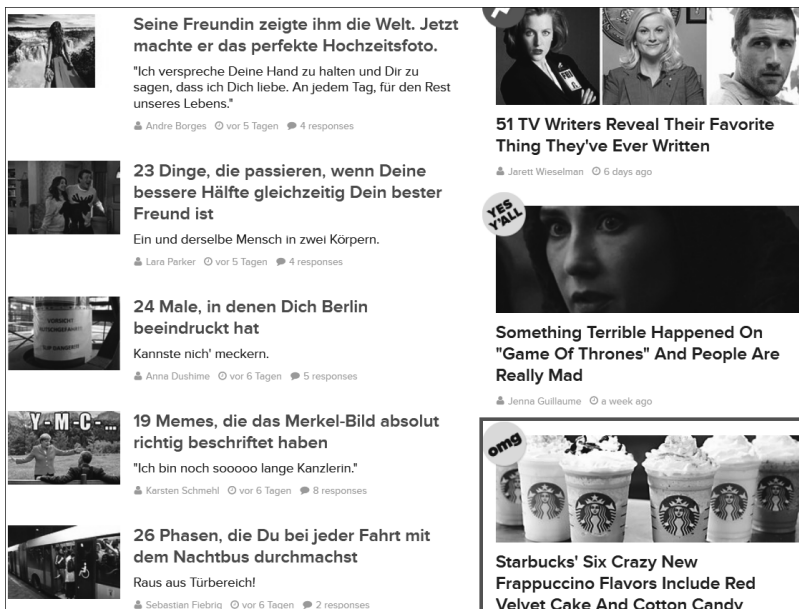 Seine Freundin zeigte ihm die Welt. Jetzt
machte er das perfekte Hochzeitsfoto.
"Ich verspreche Deine Hand zu halten und Dir zu
sagen, dass ich Dich liebe. An jedem Tag, für den Rest
unseres Lebens."
Andre Borges vor 5 Tagen 4 responses
23 Dinge, die passieren, wenn Deine
bessere Hälfte gleichzeitig Dein bester
Freund ist
Ein und derselbe Mensch in zwei Körpern.
Lara Parker vor 5 Tagen 4 responses
VORSICHT
24 Male, in denen Dich Berlin
beeindruckt hat
Kannste nich' meckern.
Anna Dushime vor 6 Tagen 5 responses
Y - M - C - ...
19 Memes, die das Merkel-Bild absolut
richtig beschriftet haben
"Ich bin noch sooooo lange Kanzlerin."
Karsten Schmehl vor 6 Tagen 8 responses
26 Phasen, die Du bei jeder Fahrt mit
dem Nachtbus durchmachst
Raus aus Türbereich!
Sebastian Fiebrig vor 6 Tagen 2 responses
51 TV Writers Reveal Their Favorite
Thing They've Ever Written
Jarett Wieselman 6 days ago
YES
Y'ALL
Something Terrible Happened On
"Game Of Thrones" And People Are
Really Mad
Jenna Guillaume a week ago
omg
Starbucks' Six Crazy New
Frappuccino Flavors Include Red
Velvet Cake And Cotton Candy